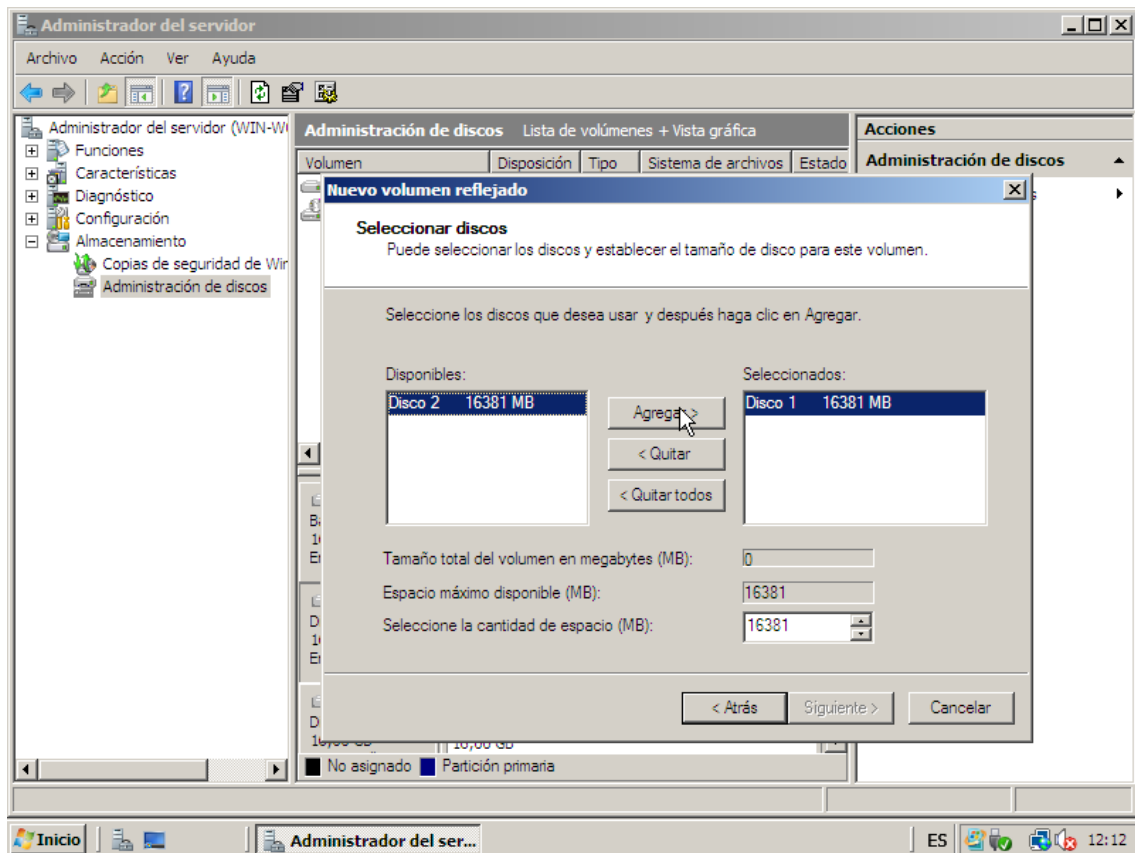 Administrador del servidor
Archivo Acción Ver Ayuda
Administrador del servidor (WIN-W
Funciones
Características
Diagnóstico
Configuración
Almacenamiento
Copias de seguridad de Wir
Administración de discos
Administración de discos Lista de volúmenes + Vista gráfica
Volumen Disposición Tipo Sistema de archivos Estado
Acciones
Administración de discos
Nuevo volumen reflejado
Seleccionar discos
Puede seleccionar los discos y establecer el tamaño de disco para este volumen.
Seleccione los discos que desea usar y después haga clic en Agregar.
Disponibles:
Seleccionados:
Disco 2 16381 MB
Agregar >
Disco 1 16381 MB
< Quitar
< Quitar todos
Tamaño total del volumen en megabytes (MB): 0
Espacio máximo disponible (MB): 16381
Seleccione la cantidad de espacio (MB): 16381
< Atrás Siguiente > Cancelar
No asignado Partición primaria
Inicio Administrador del ser... ES 12:12